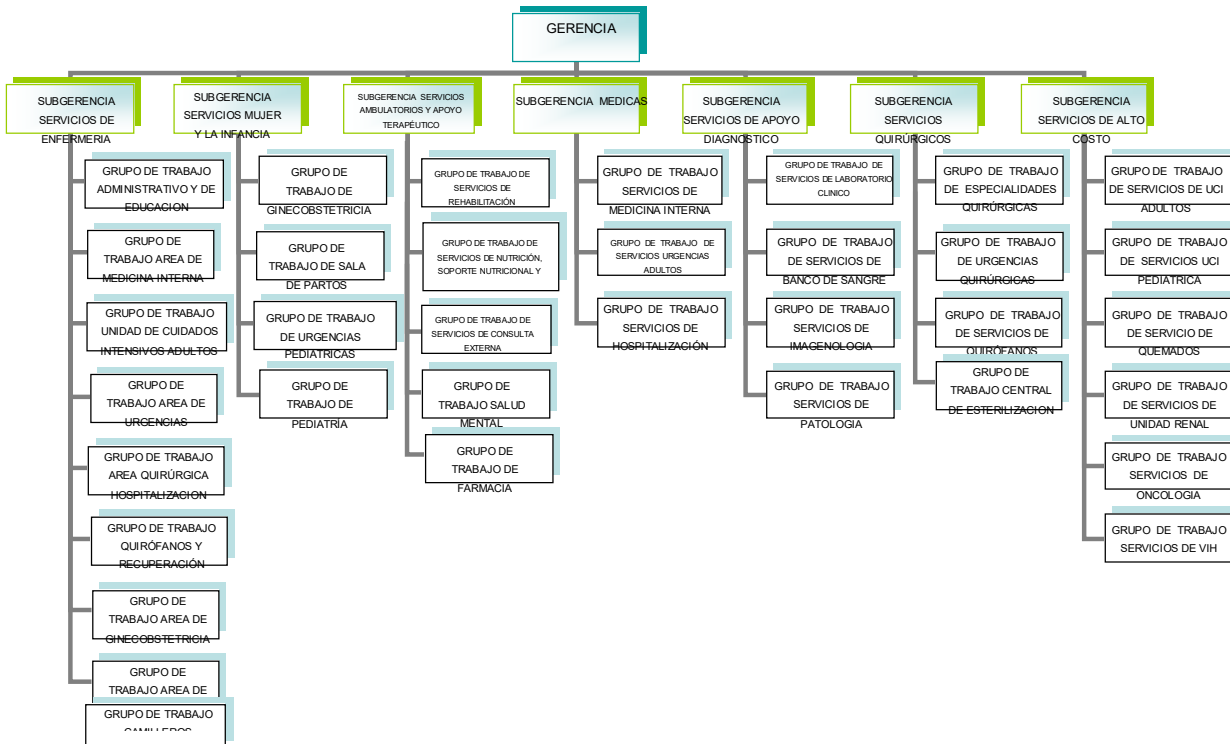 GERENCIA
SUBGERENCIA
SERVICIOS DE
ENFERMERIA
GRUPO DE TRABAJO
ADMINISTRATIVO Y DE
EDUCACION
GRUPO DE
TRABAJO AREA DE
MEDICINA INTERNA
GRUPO DE TRABAJO
UNIDAD DE CUIDADOS
INTENSIVOS ADULTOS
GRUPO DE
TRABAJO AREA DE
URGENCIAS
GRUPO DE TRABAJO
AREA QUIRÚRGICA
HOSPITALIZACION
GRUPO DE TRABAJO
QUIRÓFANOS Y
RECUPERACIÓN
GRUPO DE
TRABAJO AREA DE
GINECOBSTETRICIA
GRUPO DE
TRABAJO AREA DE
GRUPO DE TRABAJO
CAMILLEROS
SUBGERENCIA
SERVICIOS MUJER
Y LA INFANCIA
GRUPO DE
TRABAJO DE
GINECOBSTETRICIA
GRUPO DE
TRABAJO DE SALA
DE PARTOS
GRUPO DE TRABAJO
DE URGENCIAS
PEDIATRICAS
GRUPO DE
TRABAJO DE
PEDIATRÍA
SUBGERENCIA SERVICIOS
AMBULATORIOS Y APOYO
TERAPÉUTICO
GRUPO DE TRABAJO DE
SERVICIOS DE
REHABILITACIÓN
GRUPO DE TRABAJO DE
SERVICIOS DE NUTRICIÓN,
SOPORTE NUTRICIONAL Y
GRUPO DE TRABAJO DE
SERVICIOS DE CONSULTA
EXTERNA
GRUPO DE
TRABAJO SALUD
MENTAL
GRUPO DE
TRABAJO DE
FARMACIA
SUBGERENCIA MEDICAS
GRUPO DE TRABAJO
SERVICIOS DE
MEDICINA INTERNA
GRUPO DE TRABAJO DE
SERVICIOS URGENCIAS
ADULTOS
GRUPO DE TRABAJO
SERVICIOS DE
HOSPITALIZACIÓN
SUBGERENCIA
SERVICIOS DE APOYO
DIAGNOSTICO
GRUPO DE TRABAJO DE
SERVICIOS DE LABORATORIO
CLINICO
GRUPO DE TRABAJO
DE SERVICIOS DE
BANCO DE SANGRE
GRUPO DE TRABAJO
SERVICIOS DE
IMAGENOLOGIA
GRUPO DE TRABAJO
SERVICIOS DE
PATOLOGIA
SUBGERENCIA
SERVICIOS
QUIRÚRGICOS
GRUPO DE TRABAJO
DE ESPECIALIDADES
QUIRÚRGICAS
GRUPO DE TRABAJO
DE URGENCIAS
QUIRÚRGICAS
GRUPO DE TRABAJO
DE SERVICIOS DE
QUIRÓFANOS
GRUPO DE
TRABAJO CENTRAL
DE ESTERILIZACION
SUBGERENCIA
SERVICIOS DE ALTO
COSTO
GRUPO DE TRABAJO
DE SERVICIOS DE UCI
ADULTOS
GRUPO DE TRABAJO
DE SERVICIOS UCI
PEDIATRICA
GRUPO DE TRABAJO
DE SERVICIO DE
QUEMADOS
GRUPO DE TRABAJO
DE SERVICIOS DE
UNIDAD RENAL
GRUPO DE TRABAJO
SERVICIOS DE
ONCOLOGIA
GRUPO DE TRABAJO
SERVICIOS DE VIH